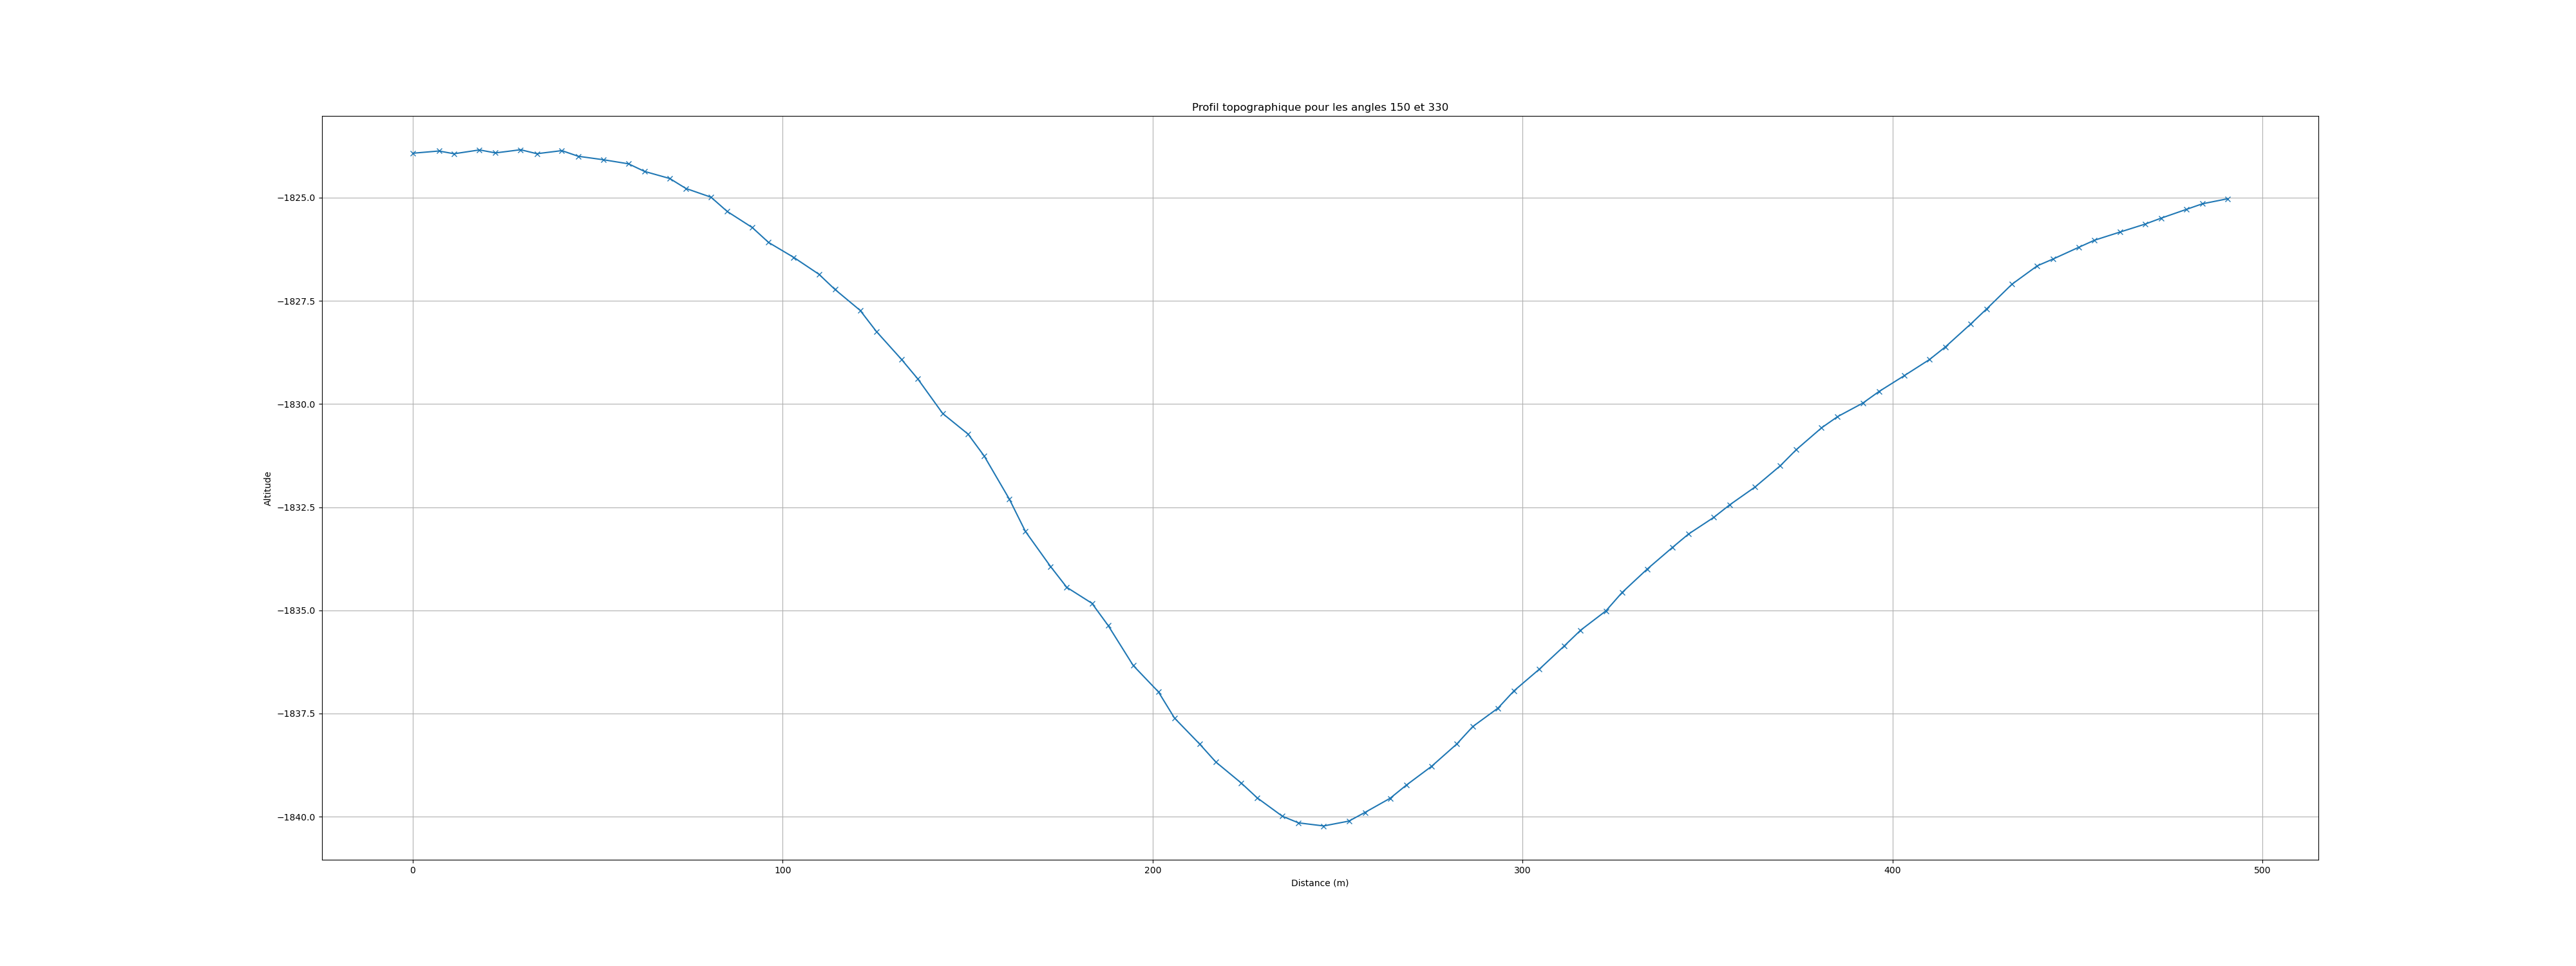 Profil topographique pour les angles 150 et 330
−1825.0
−1827.5
−1830.0
−1832.5
−1835.0
−1837.5
−1840.0
Altitude
0 100 200 300 400 500
Distance (m)